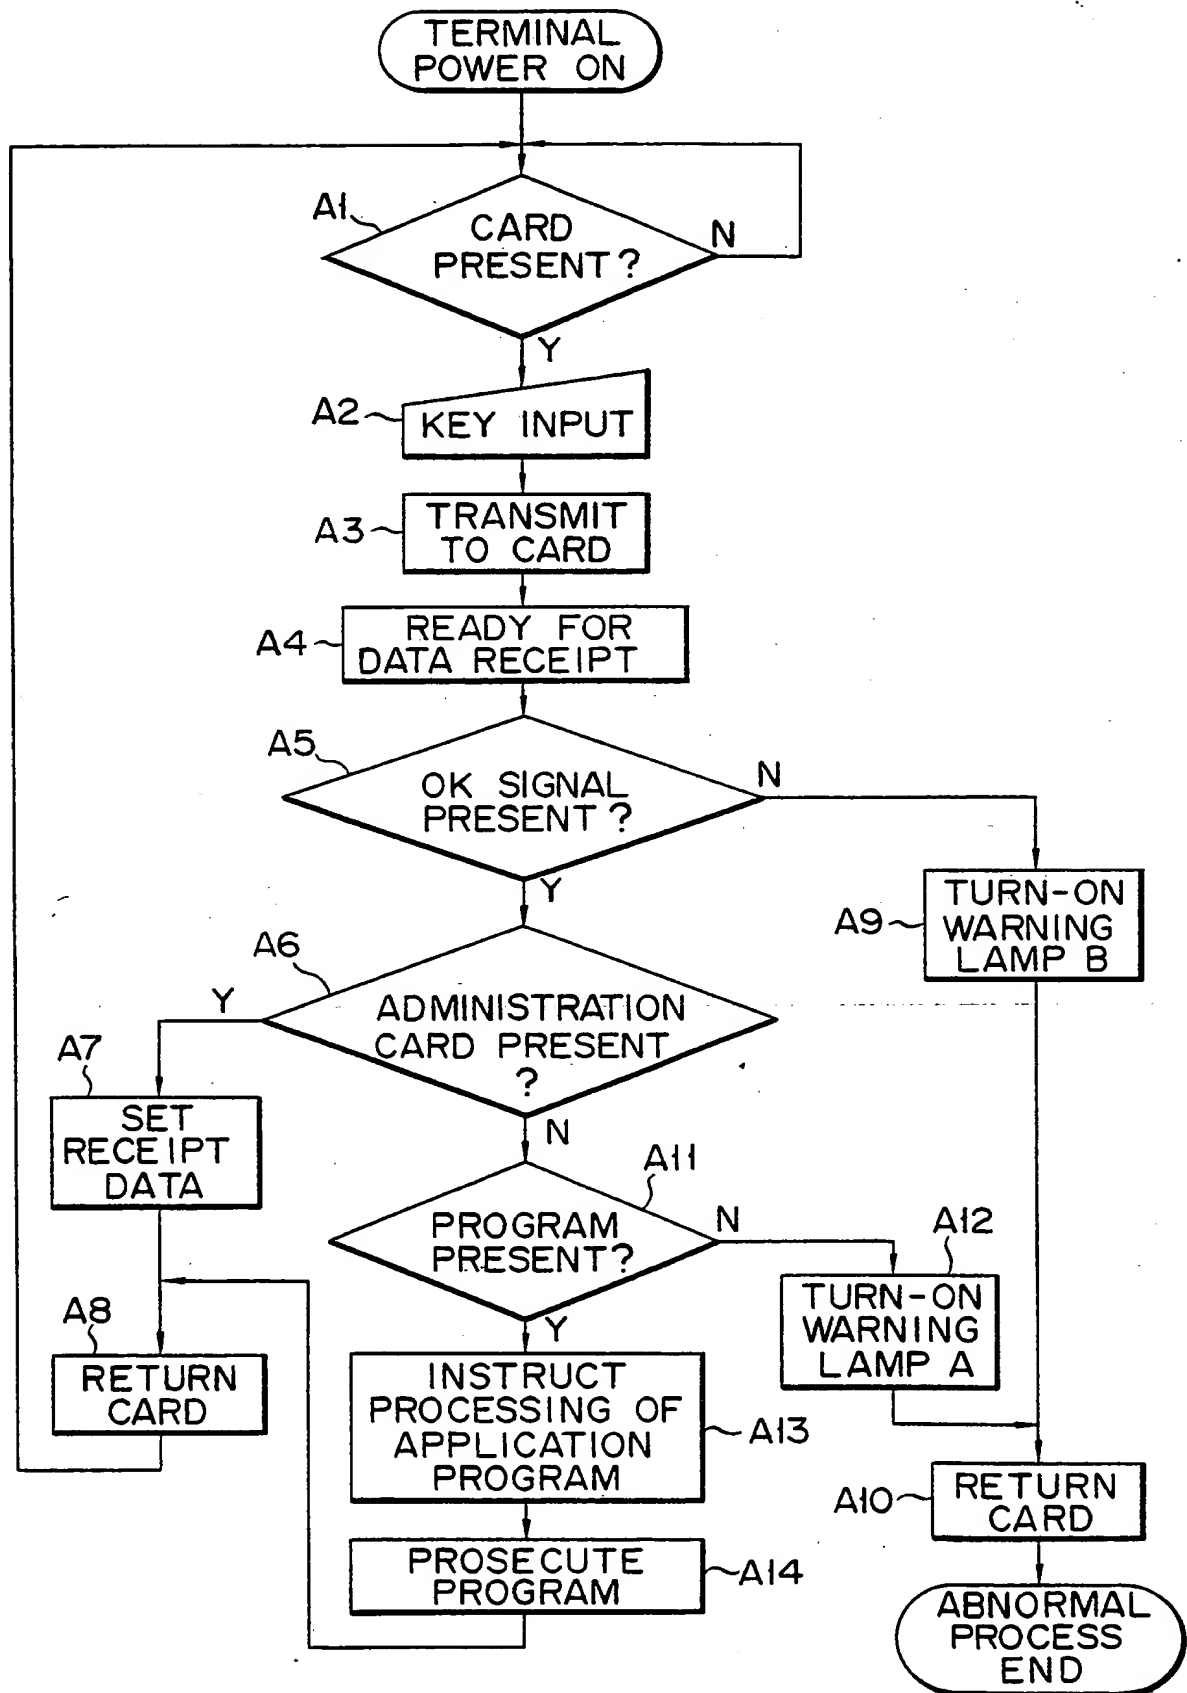 TERMINAL
POWER ON
A1
CARD
PRESENT?
N
Y
A2
KEY INPUT
A3
TRANSMIT
TO CARD
A4
READY FOR
DATA RECEIPT
A5
OK SIGNAL
PRESENT?
N
Y
A9
TURN-ON
WARNING
LAMP B
A6
ADMINISTRATION
CARD PRESENT
?
Y
N
A7
SET
RECEIPT
DATA
A11
PROGRAM
PRESENT?
N
Y
A12
TURN-ON
WARNING
LAMP A
A8
RETURN
CARD
INSTRUCT
PROCESSING OF
APPLICATION
PROGRAM
A13
A10
RETURN
CARD
PROSECUTE
PROGRAM
A14
ABNORMAL
PROCESS
END